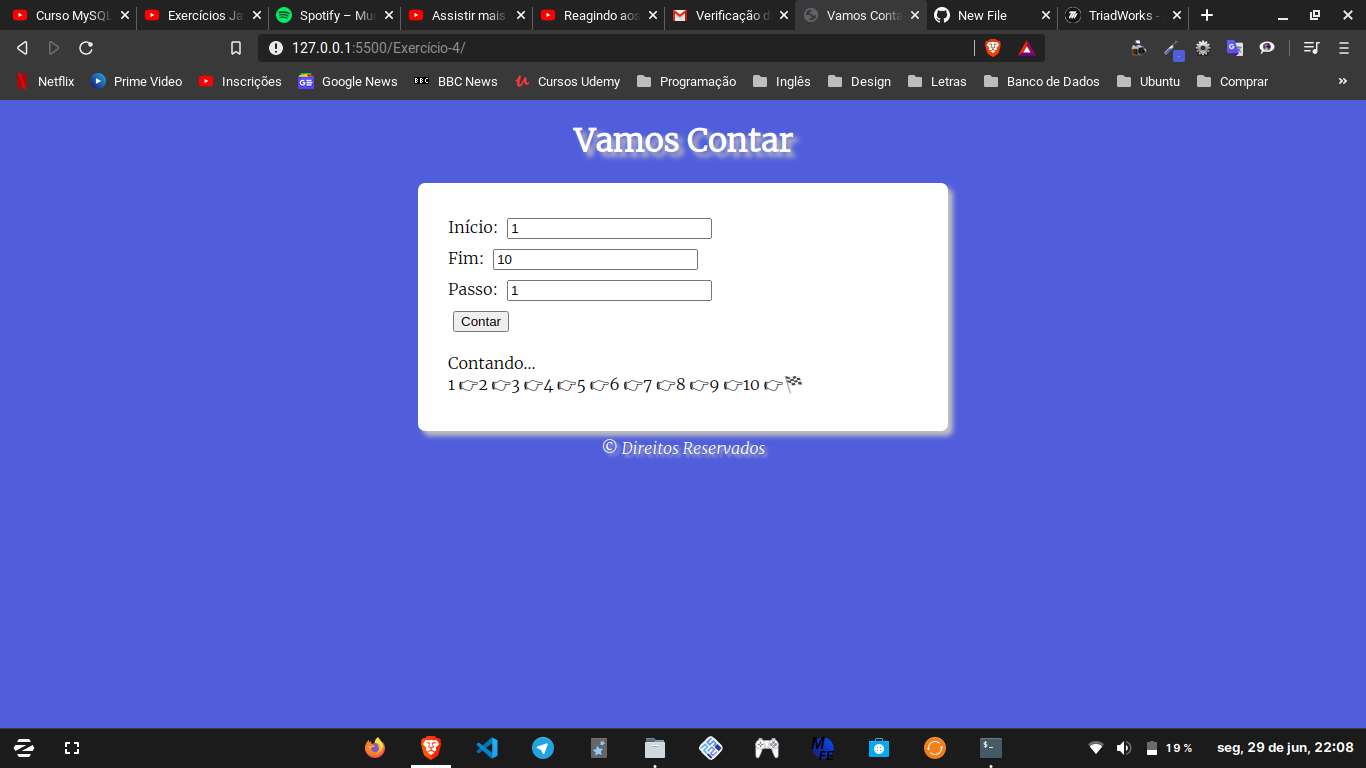 Curso MySQL Exercícios Ja Spotify – Mu Assistir mais Reagindo aos Verificação d Vamos Conta New File TriadWorks -
127.0.0.1:5500/Exercício-4/
Netflix Prime Video Inscrições Google News BBC BBC News Cursos Udemy Programação Inglês Design Letras Banco de Dados Ubuntu Comprar »
Vamos Contar
Início: 1
Fim: 10
Passo: 1
Contar
Contando...
1 👉2 👉3 👉4 👉5 👉6 👉7 👉8 👉9 👉10 👉🏁
© Direitos Reservados
19% seg, 29 de jun, 22:08